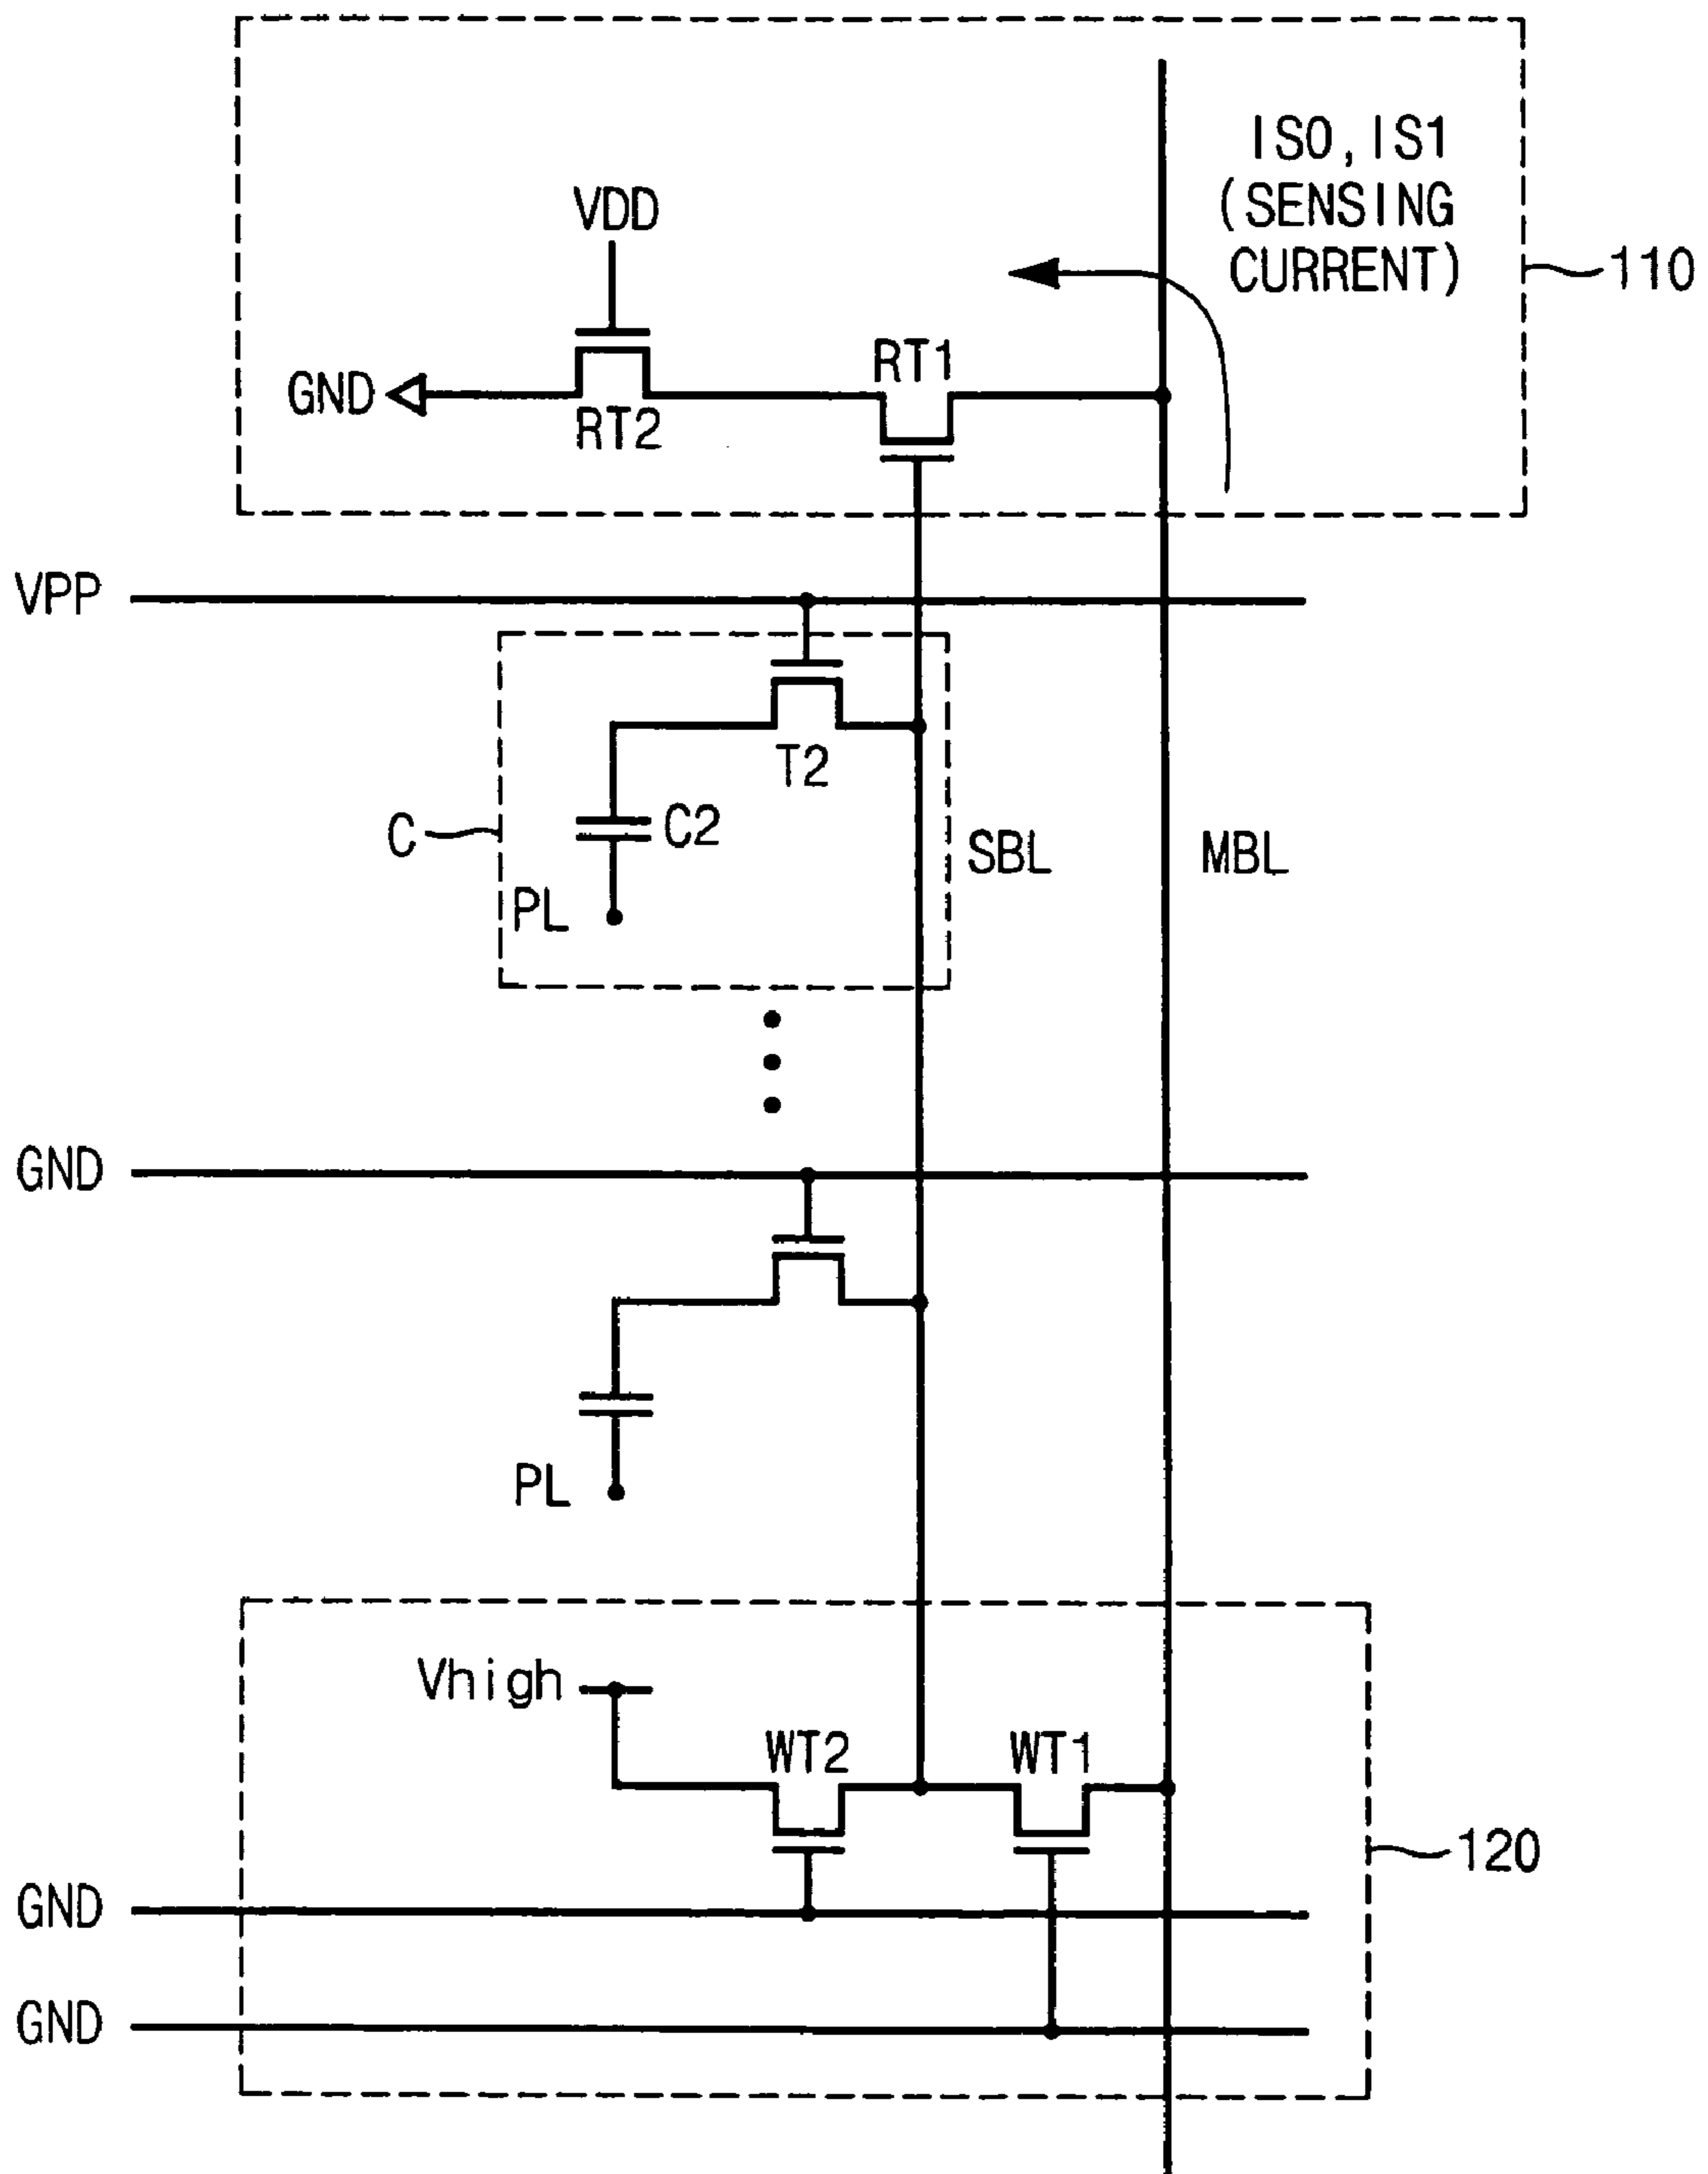 IS0, IS1
(SENSING
CURRENT)
110
VDD
RT1
GND
RT2
VPP
T2
C
C2
SBL
MBL
PL
GND
PL
Vhigh
WT2
WT1
120
GND
GND